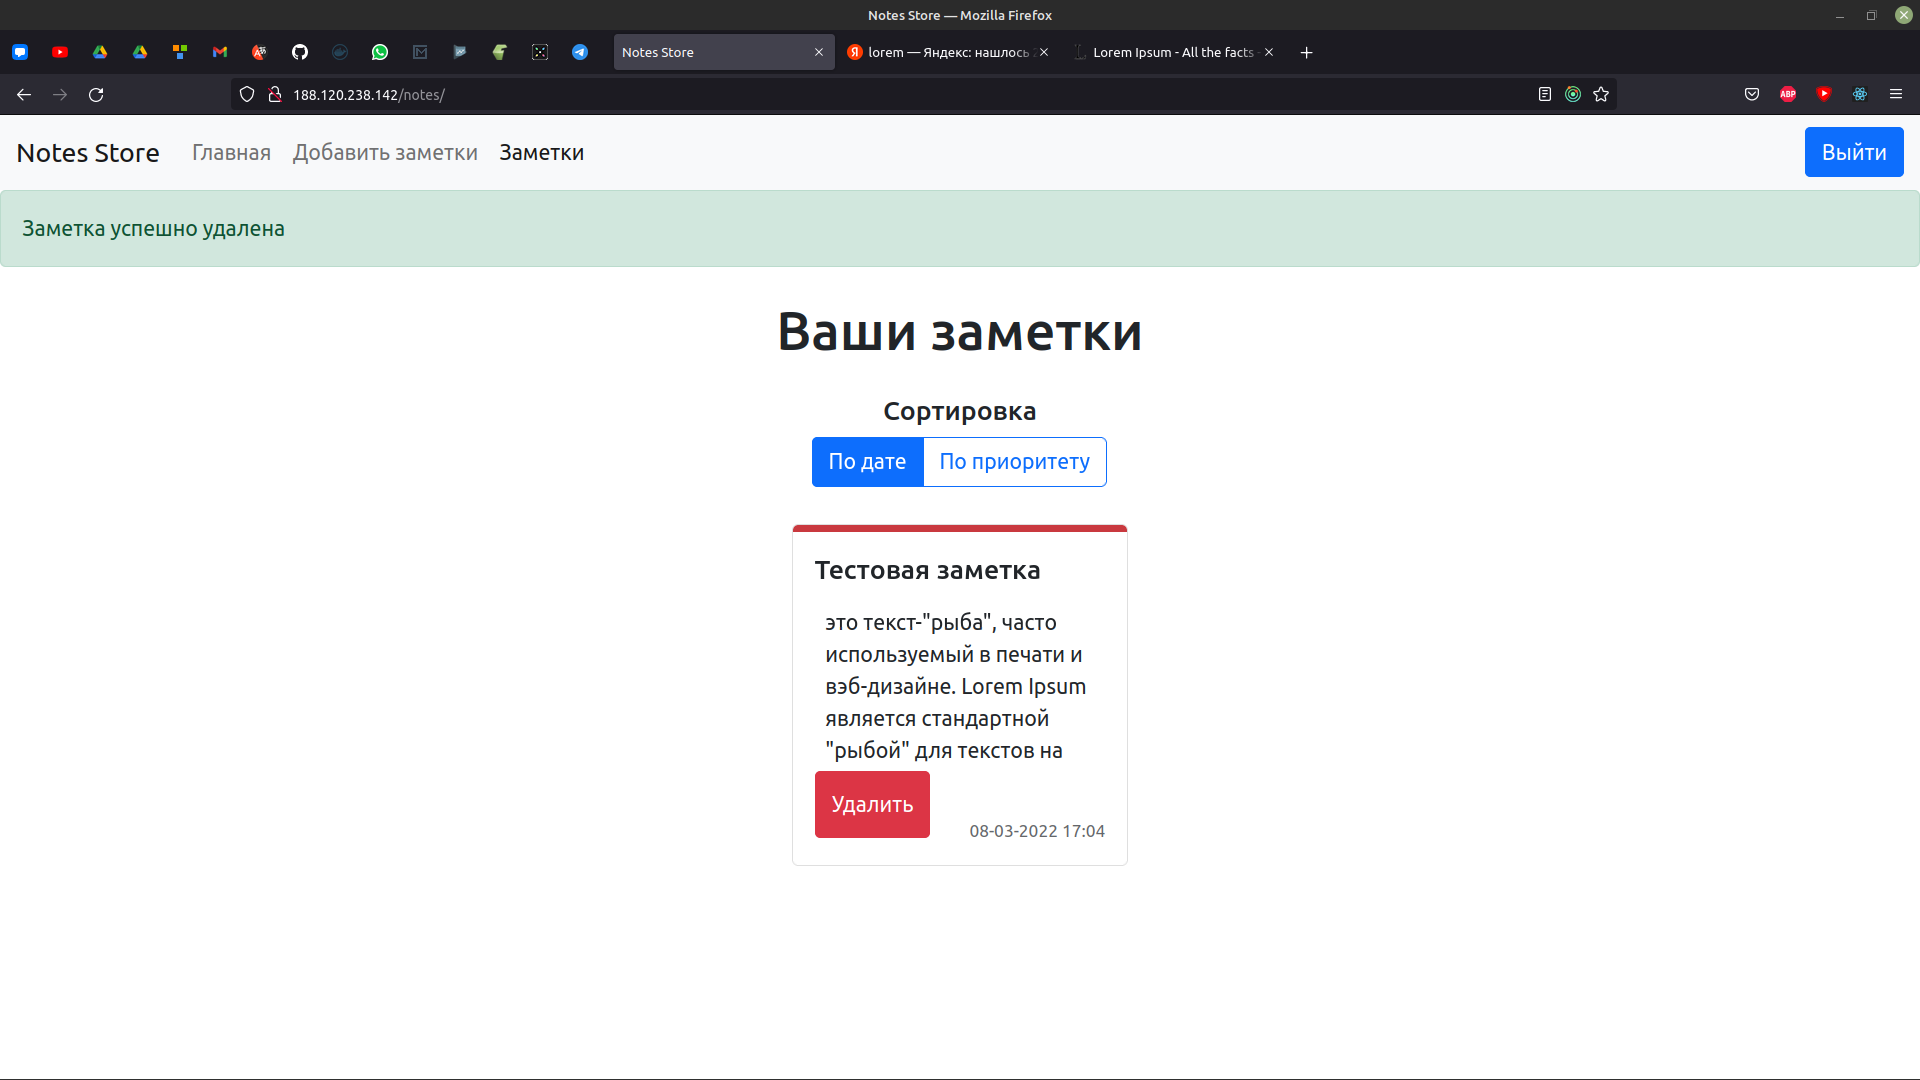 Notes Store — Mozilla Firefox
Notes Store
lorem — Яндекс: нашлось
Lorem Ipsum - All the facts -
188.120.238.142/notes/
ABP
Notes Store Главная Добавить заметки Заметки Выйти
Заметка успешно удалена
Ваши заметки
Сортировка
По дате По приоритету
Тестовая заметка
это текст-"рыба", часто
используемый в печати и
вэб-дизайне. Lorem Ipsum
является стандартной
"рыбой" для текстов на
Удалить
08-03-2022 17:04